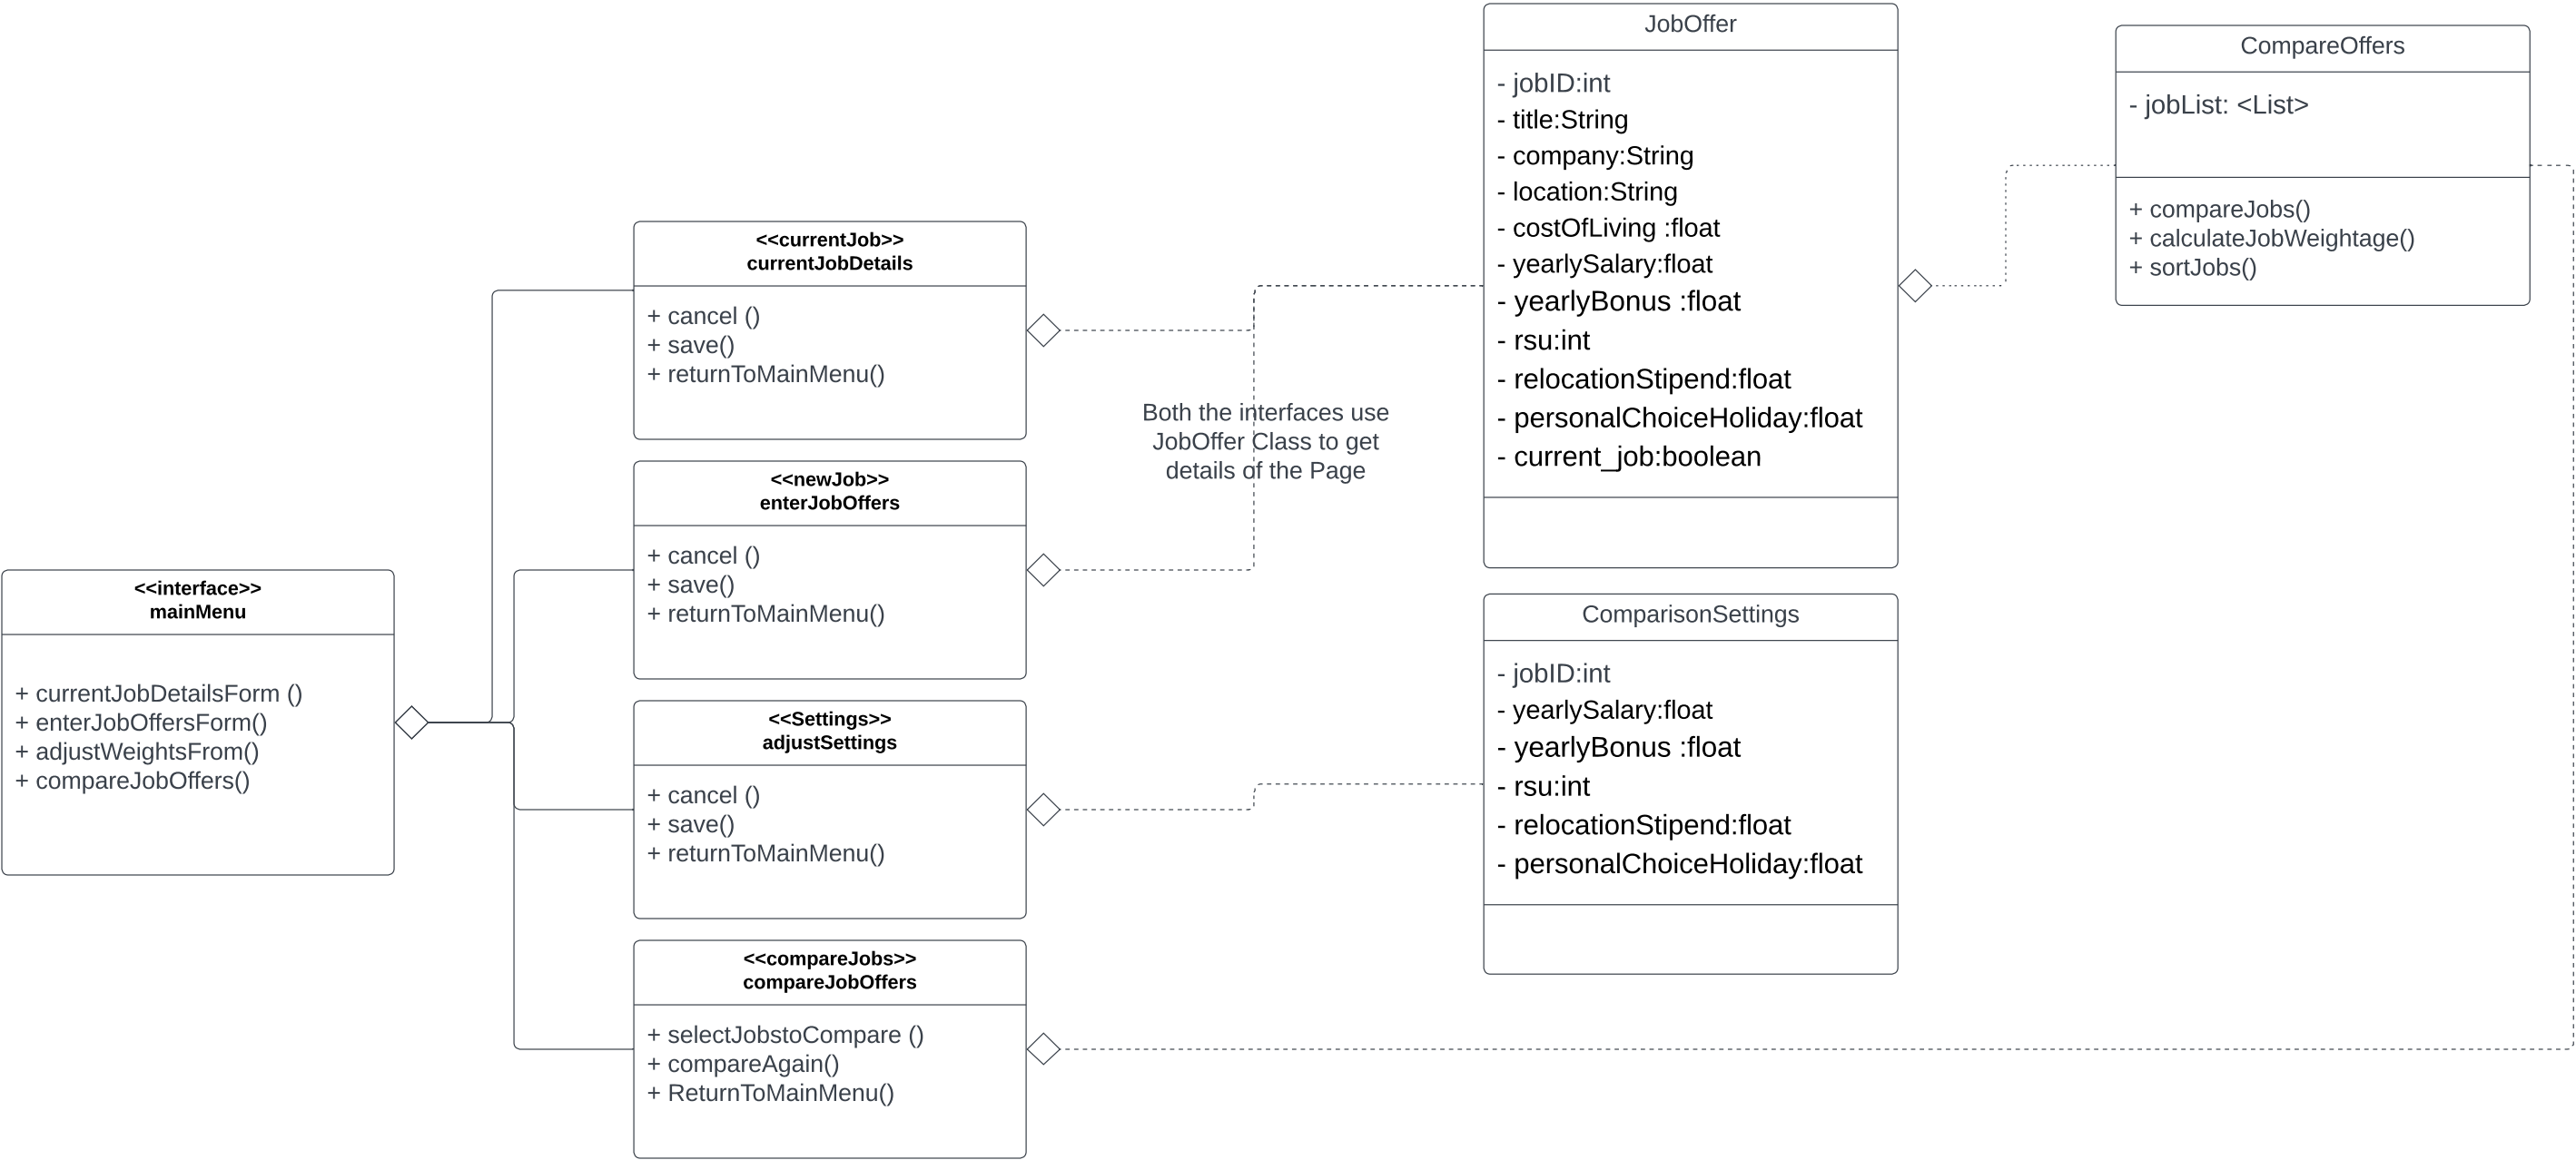 <<interface>>
mainMenu
+ currentJobDetailsForm ()
+ enterJobOffersForm()
+ adjustWeightsFrom()
+ compareJobOffers()
<<currentJob>>
currentJobDetails
+ cancel ()
+ save()
+ returnToMainMenu()
<<newJob>>
enterJobOffers
+ cancel ()
+ save()
+ returnToMainMenu()
<<Settings>>
adjustSettings
+ cancel ()
+ save()
+ returnToMainMenu()
<<compareJobs>>
compareJobOffers
+ selectJobstoCompare ()
+ compareAgain()
+ ReturnToMainMenu()
Both the interfaces use
JobOffer Class to get
details of the Page
JobOffer
- jobID:int
- title:String
- company:String
- location:String
- costOfLiving :float
- yearlySalary:float
- yearlyBonus :float
- rsu:int
- relocationStipend:float
- personalChoiceHoliday:float
- current_job:boolean
ComparisonSettings
- jobID:int
- yearlySalary:float
- yearlyBonus :float
- rsu:int
- relocationStipend:float
- personalChoiceHoliday:float
CompareOffers
- jobList: <List>
+ compareJobs()
+ calculateJobWeightage()
+ sortJobs()